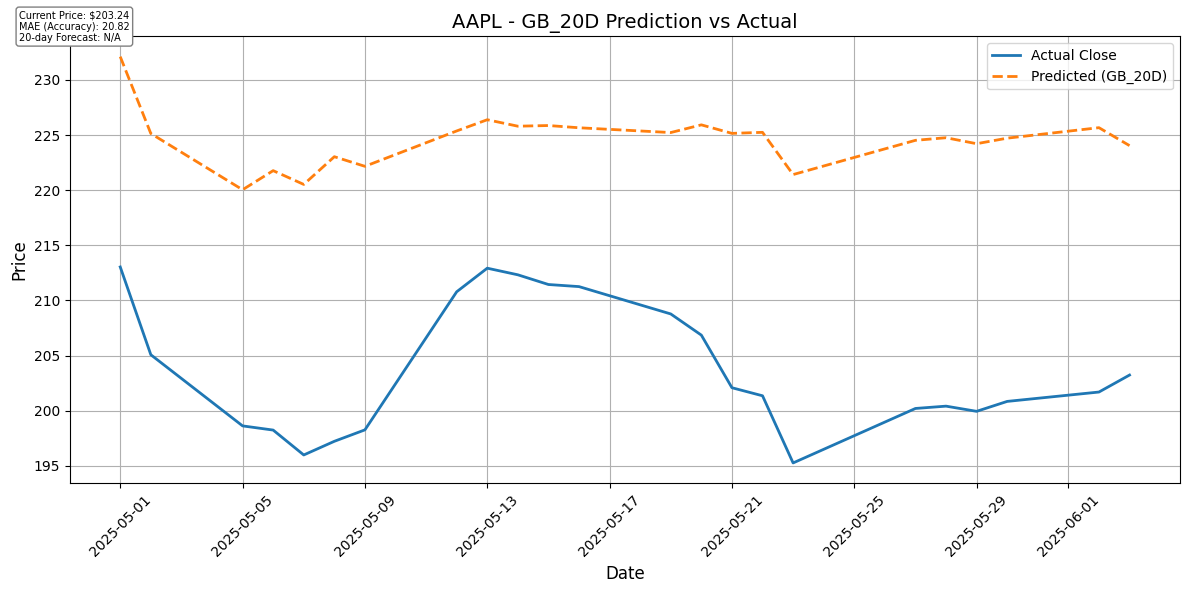 AAPL - GB_20D Prediction vs Actual
Current Price: $203.24
MAE (Accuracy): 20.82
20-day Forecast: N/A
Actual Close
Predicted (GB_20D)
Price
230
225
220
215
210
205
200
195
2025-05-01
2025-05-05
2025-05-09
2025-05-13
2025-05-17
2025-05-21
2025-05-25
2025-05-29
2025-06-01
Date